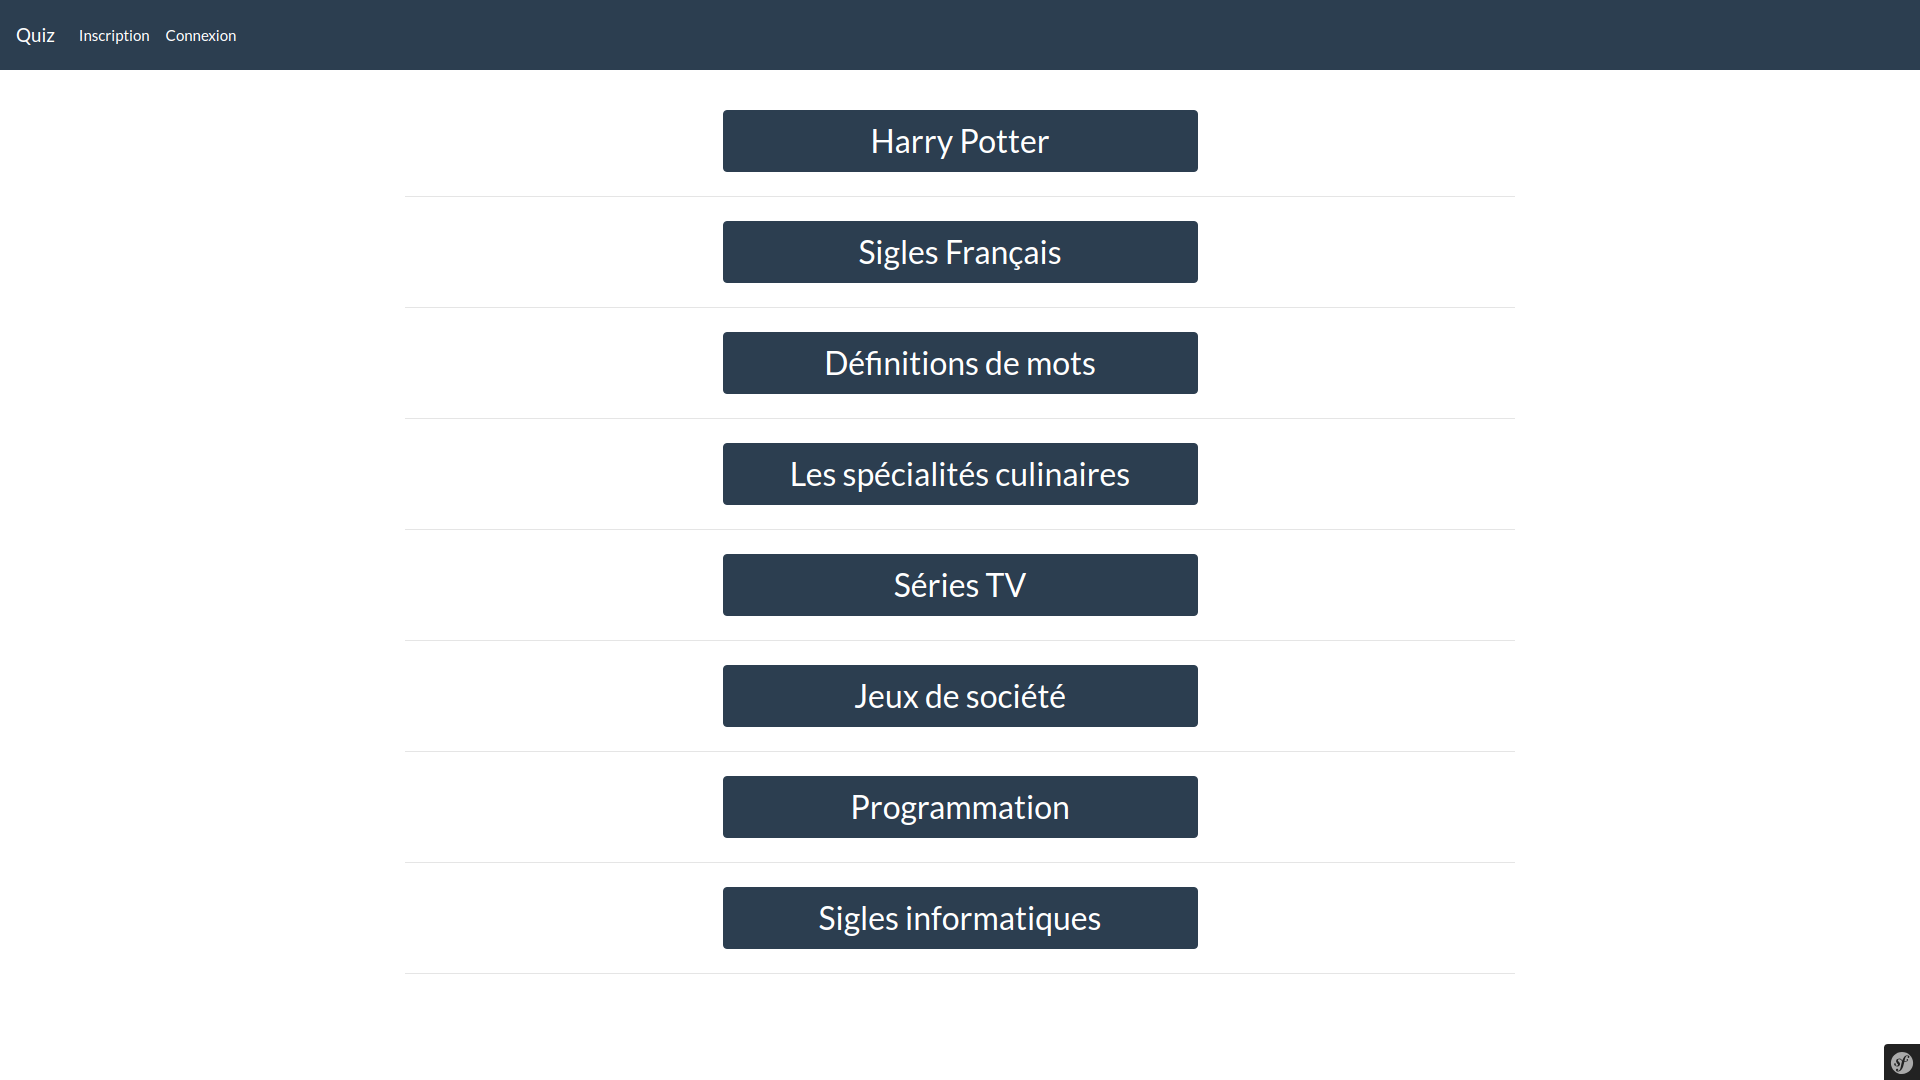 Quiz Inscription Connexion
Harry Potter
Sigles Français
Définitions de mots
Les spécialités culinaires
Séries TV
Jeux de société
Programmation
Sigles informatiques
sf